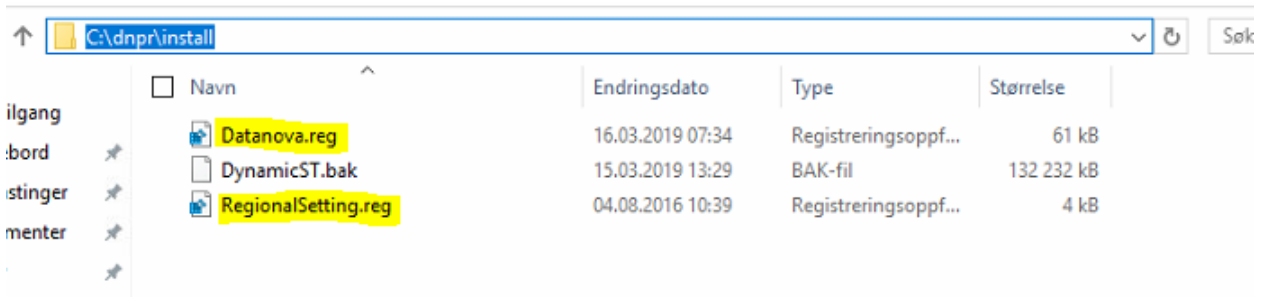 C:\dnpr\install
Søk
Navn Endringsdato Type Størrelse
ilgang
Datanova.reg 16.03.2019 07:34 Registreringsoppf... 61 kB
bord
DynamicST.bak 15.03.2019 13:29 BAK-fil 132 232 kB
stinger
RegionalSetting.reg 04.08.2016 10:39 Registreringsoppf... 4 kB
menter